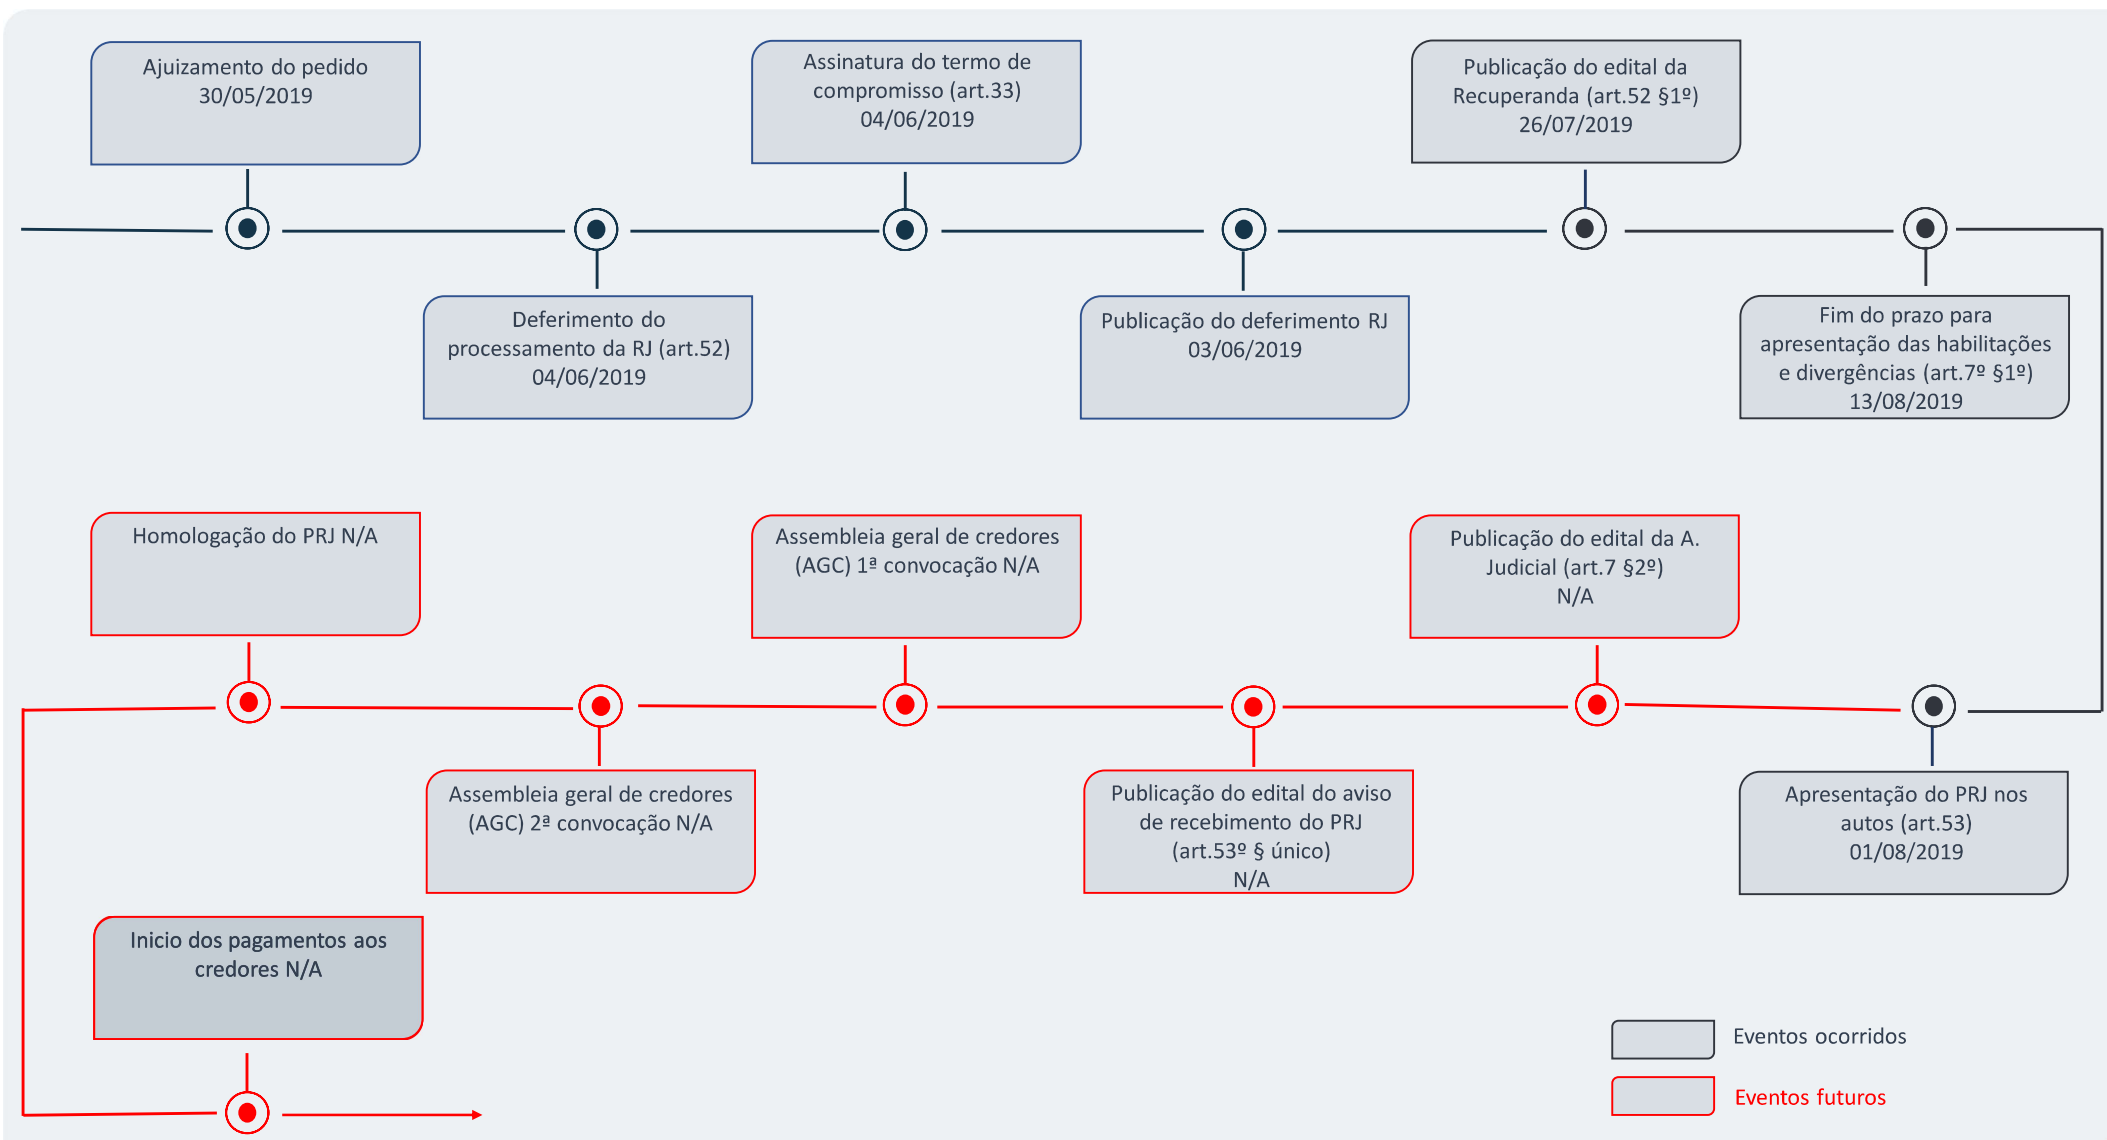 Ajuizamento do pedido
30/05/2019
Assinatura do termo de
compromisso (art.33)
04/06/2019
Publicação do edital da
Recuperanda (art.52 §1º)
26/07/2019
Deferimento do
processamento da RJ (art.52)
04/06/2019
Publicação do deferimento RJ
03/06/2019
Fim do prazo para
apresentação das habilitações
e divergências (art.7º §1º)
13/08/2019
Homologação do PRJ N/A
Assembleia geral de credores
(AGC) 1ª convocação N/A
Publicação do edital da A.
Judicial (art.7 §2º)
N/A
Assembleia geral de credores
(AGC) 2ª convocação N/A
Publicação do edital do aviso
de recebimento do PRJ
(art.53º § único)
N/A
Apresentação do PRJ nos
autos (art.53)
01/08/2019
Inicio dos pagamentos aos
credores N/A
Eventos ocorridos
Eventos futuros